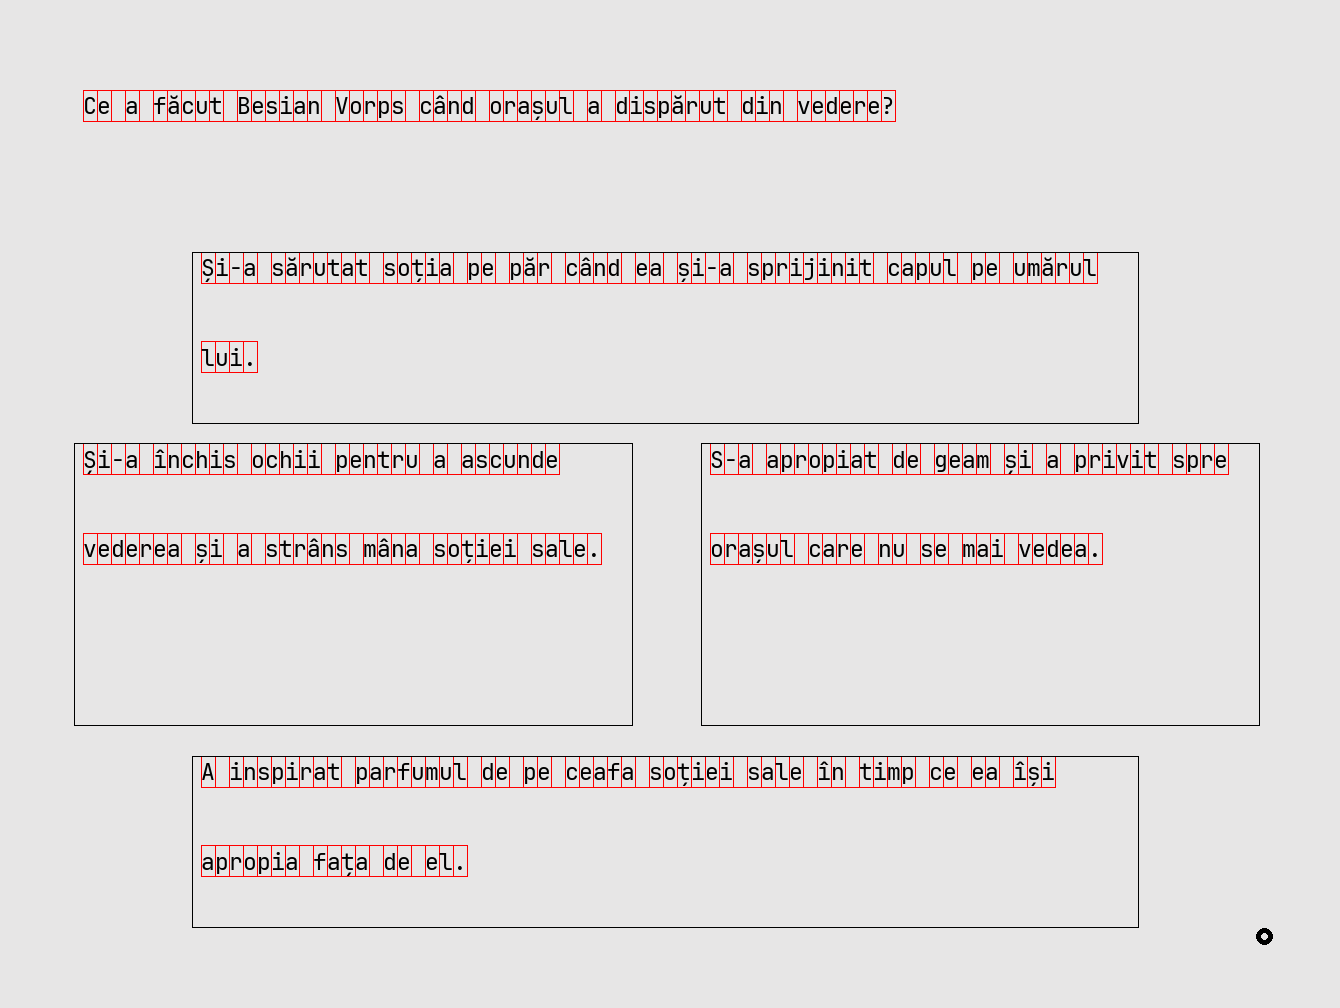 Ce a făcut Besian Vorps când orașul a dispărut din vedere?
Și-a sărutat soția pe păr când ea și-a sprijinit capul pe umărul
lui.
Și-a închis ochii pentru a ascunde
vederea și a strâns mâna soției sale.
S-a apropiat de geam și a privit spre
orașul care nu se mai vedea.
A inspirat parfumul de pe ceafa soției sale în timp ce ea își
apropia fața de el.